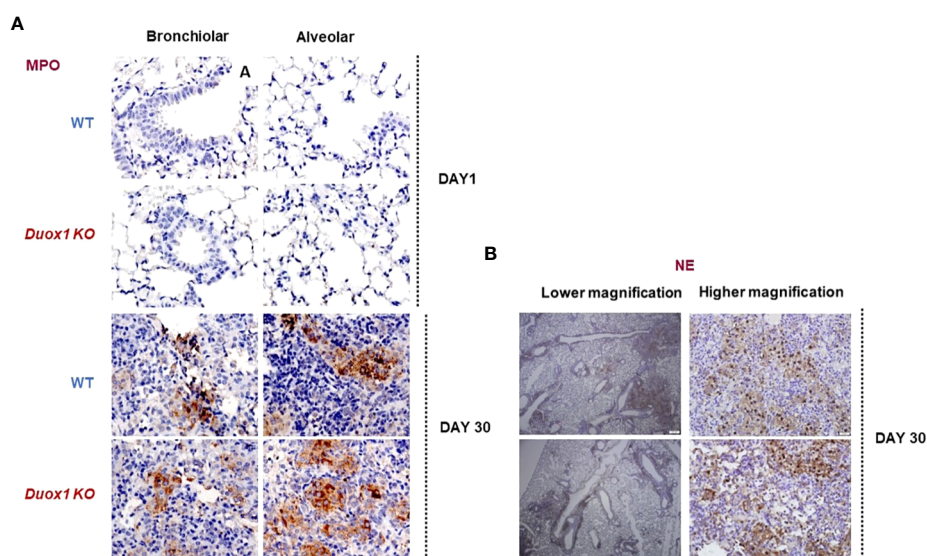 A
Bronchiolar Alveolar
MPO
A
WT
DAY1
Duox1 KO
B
NE
Lower magnification Higher magnification
WT
DAY 30
Duox1 KO
DAY 30